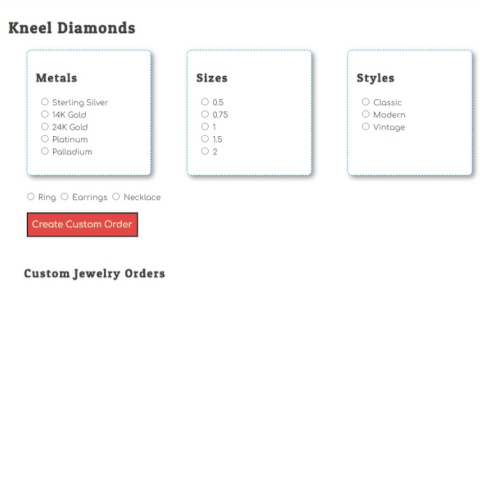 Kneel Diamonds
Metals
Sterling Silver
14K Gold
24K Gold
Platinum
Palladium
Sizes
0.5
0.75
1
1.5
2
Styles
Classic
Modern
Vintage
Ring Earrings Necklace
Create Custom Order
Custom Jewelry Orders